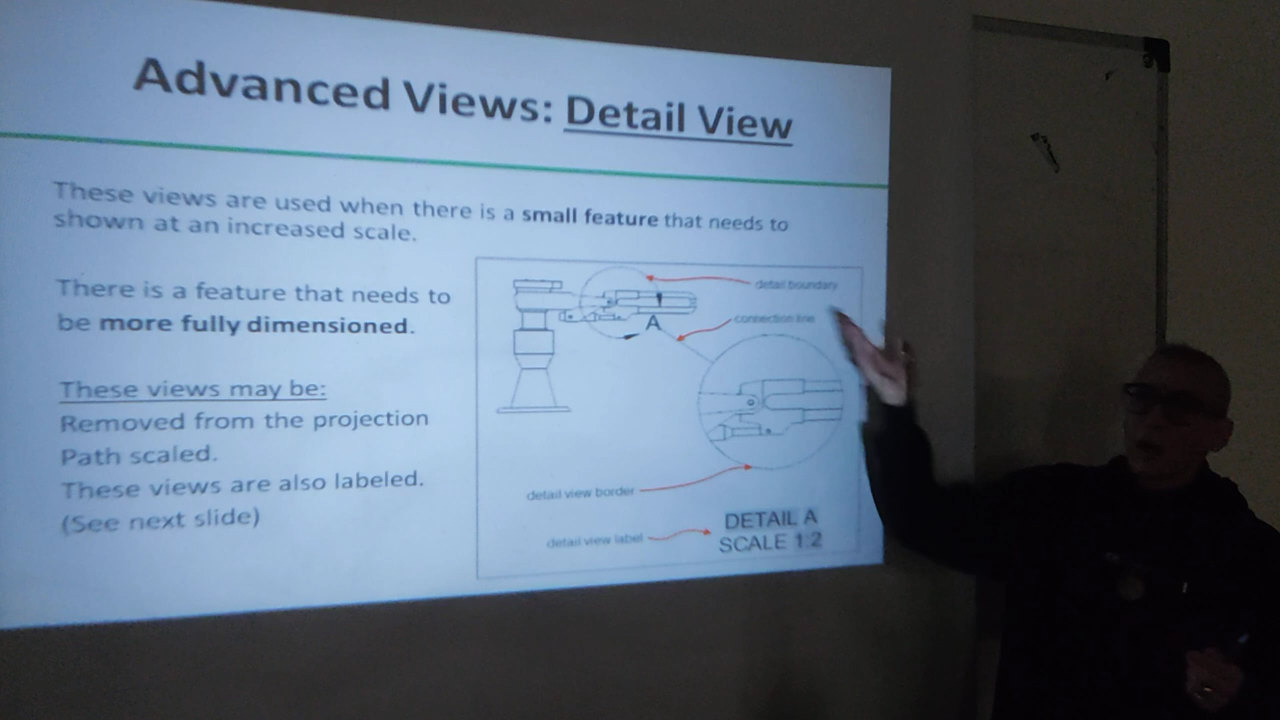 Advanced Views: Detail View
These views are used when there is a small feature that needs to
shown at an increased scale.
There is a feature that needs to
be more fully dimensioned.
These views may be:
Removed from the projection
Path scaled.
These views are also labeled.
(See next slide)
detail boundary
connection line
A
detail view border
detail view label
DETAIL A
SCALE 1:2